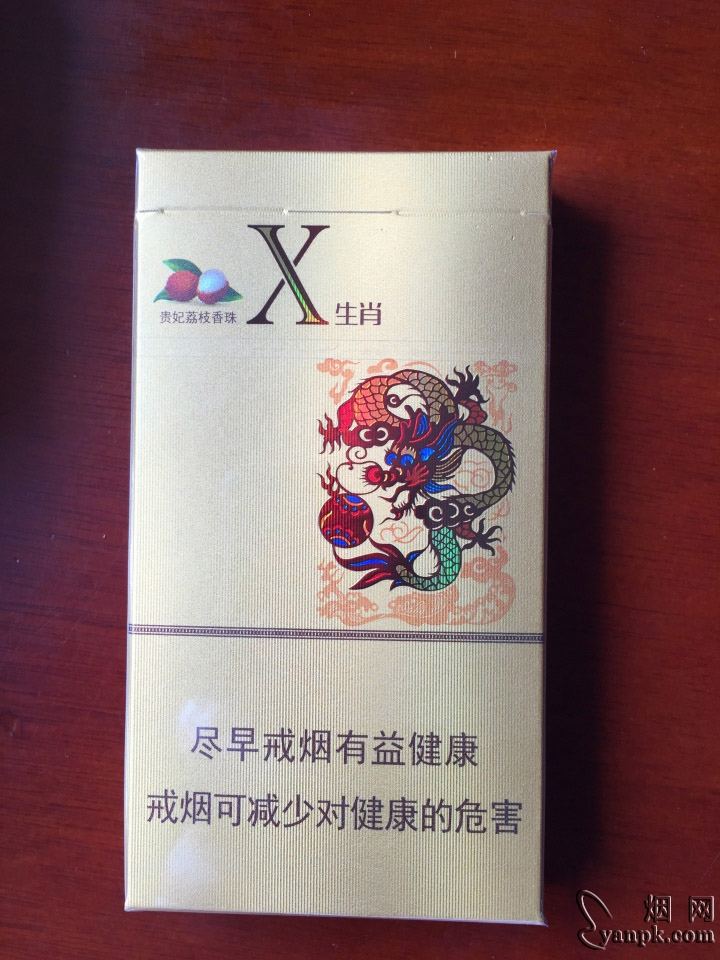 贵妃荔枝香珠
X 生肖
尽早戒烟有益健康
戒烟可减少对健康的危害
烟网
yanpk.com